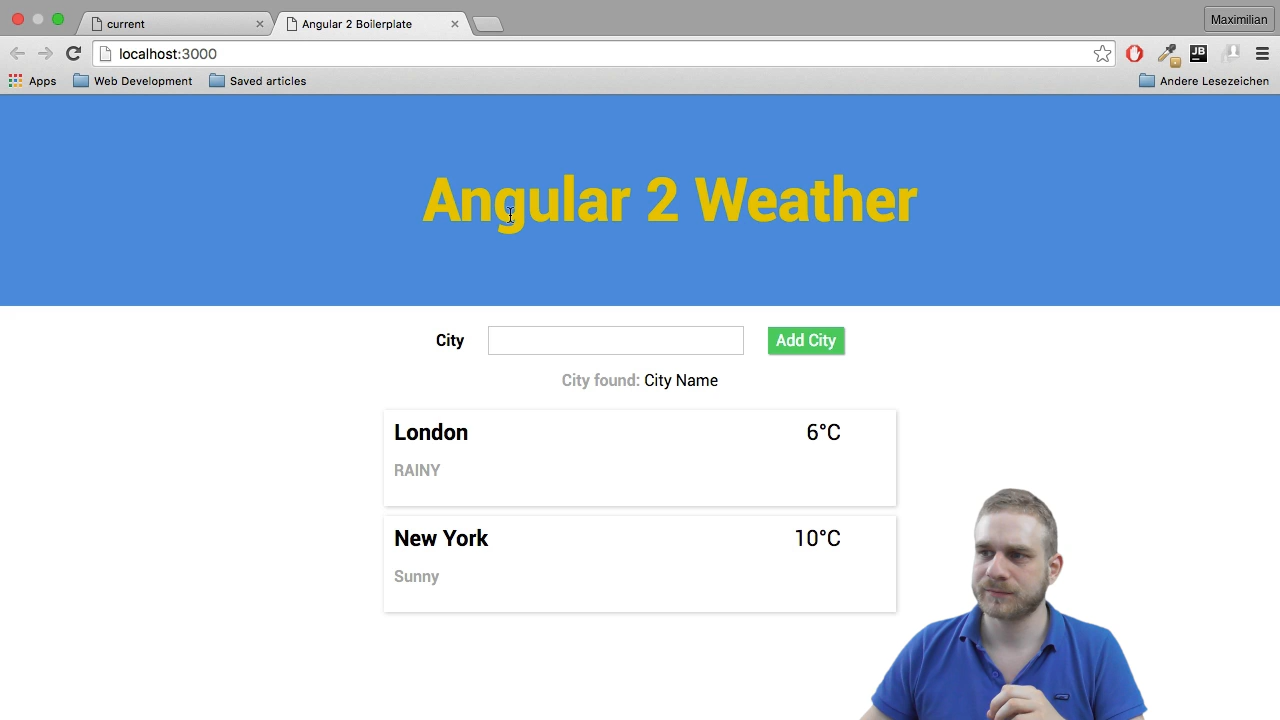 current
Angular 2 Boilerplate
Maximilian
localhost:3000
JB
Apps
Web Development
Saved articles
Andere Lesezeichen
Angular 2 Weather
City
Add City
City found: City Name
London
6°C
RAINY
New York
10°C
Sunny